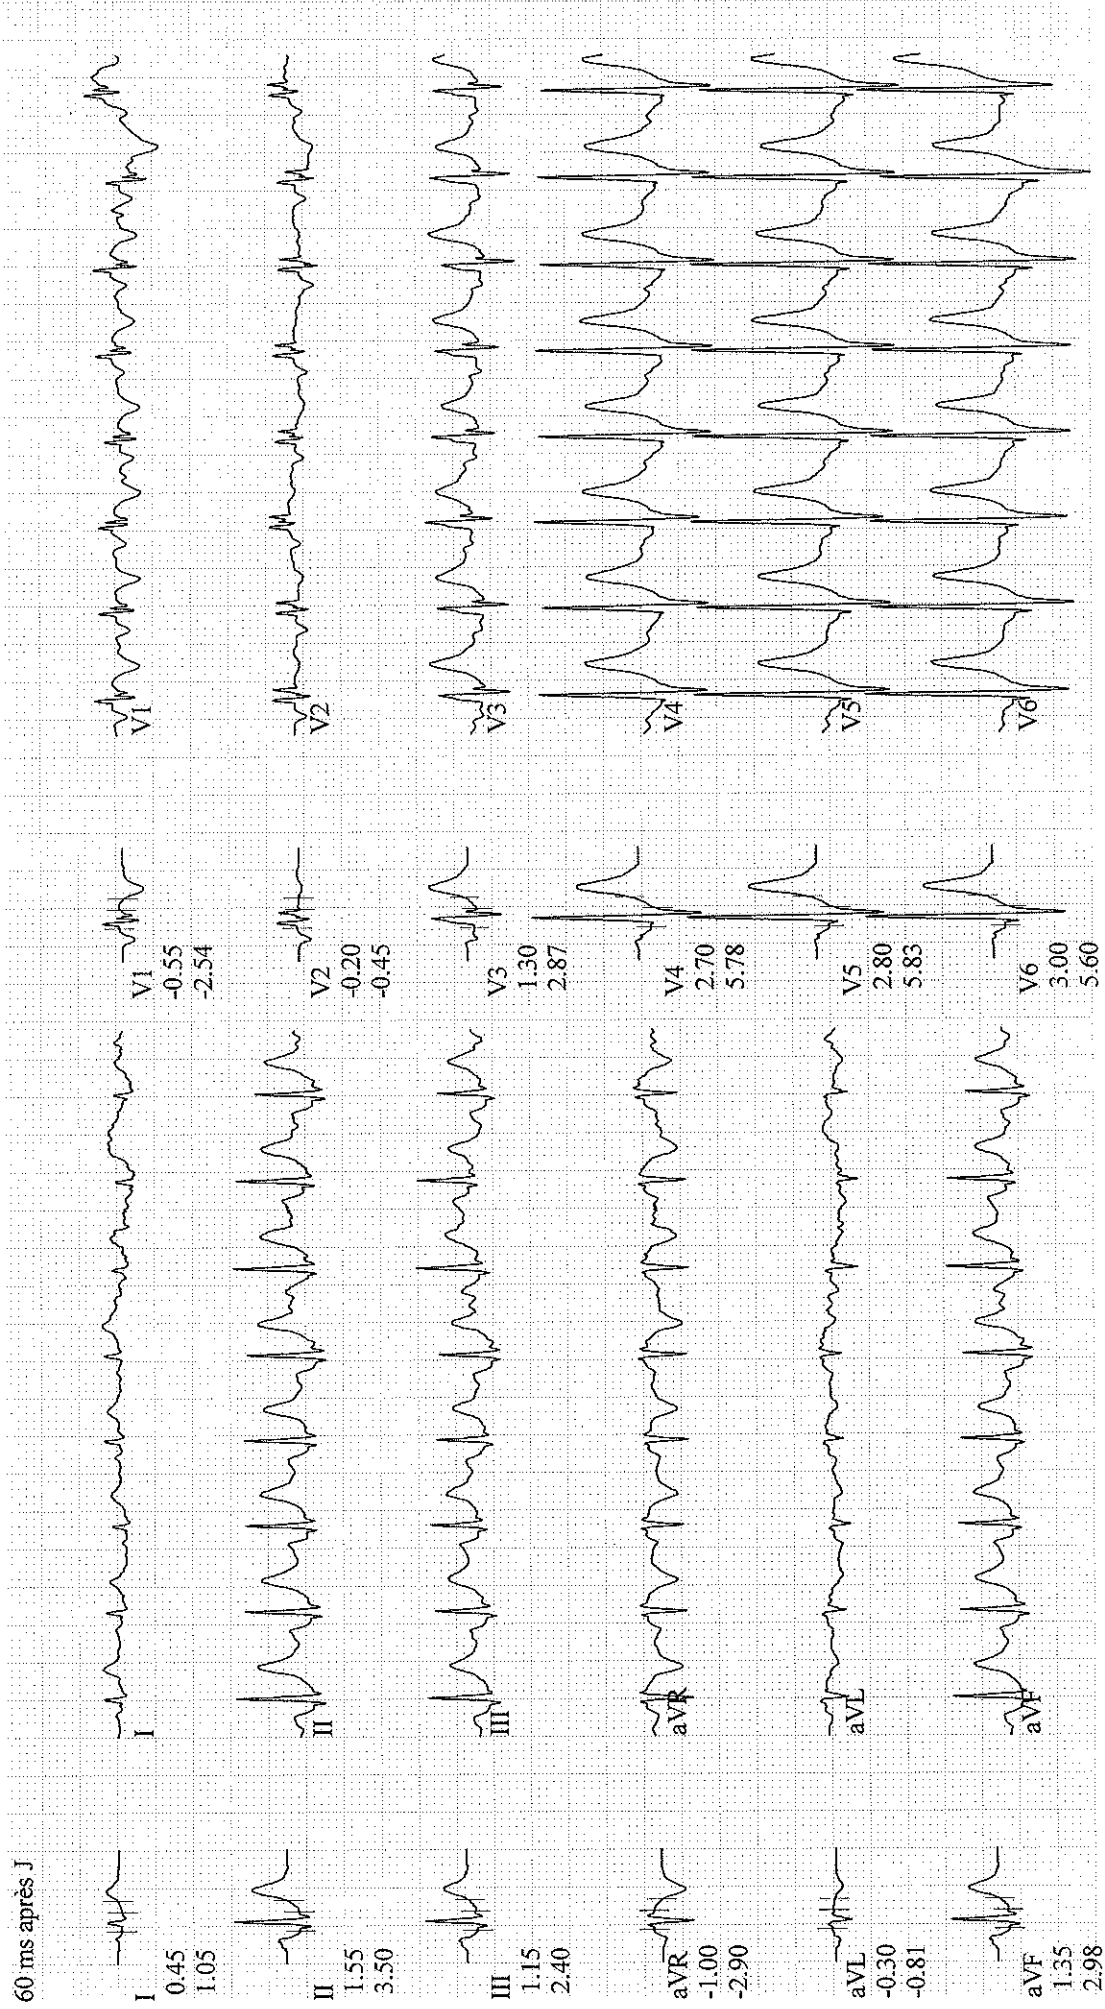 60 ms après J
I
0.45
1.05
II
1.55
3.50
III
1.15
2.40
aVR
-1.00
-2.90
aVL
-0.30
-0.81
aVF
1.35
2.98
I
II
III
aVR
aVL
aVF
V1
-0.55
-2.54
V2
-0.20
-0.45
V3
1.30
2.87
V4
2.70
5.78
V5
2.80
5.83
V6
3.00
5.60
V1
V2
V3
V4
V5
V6